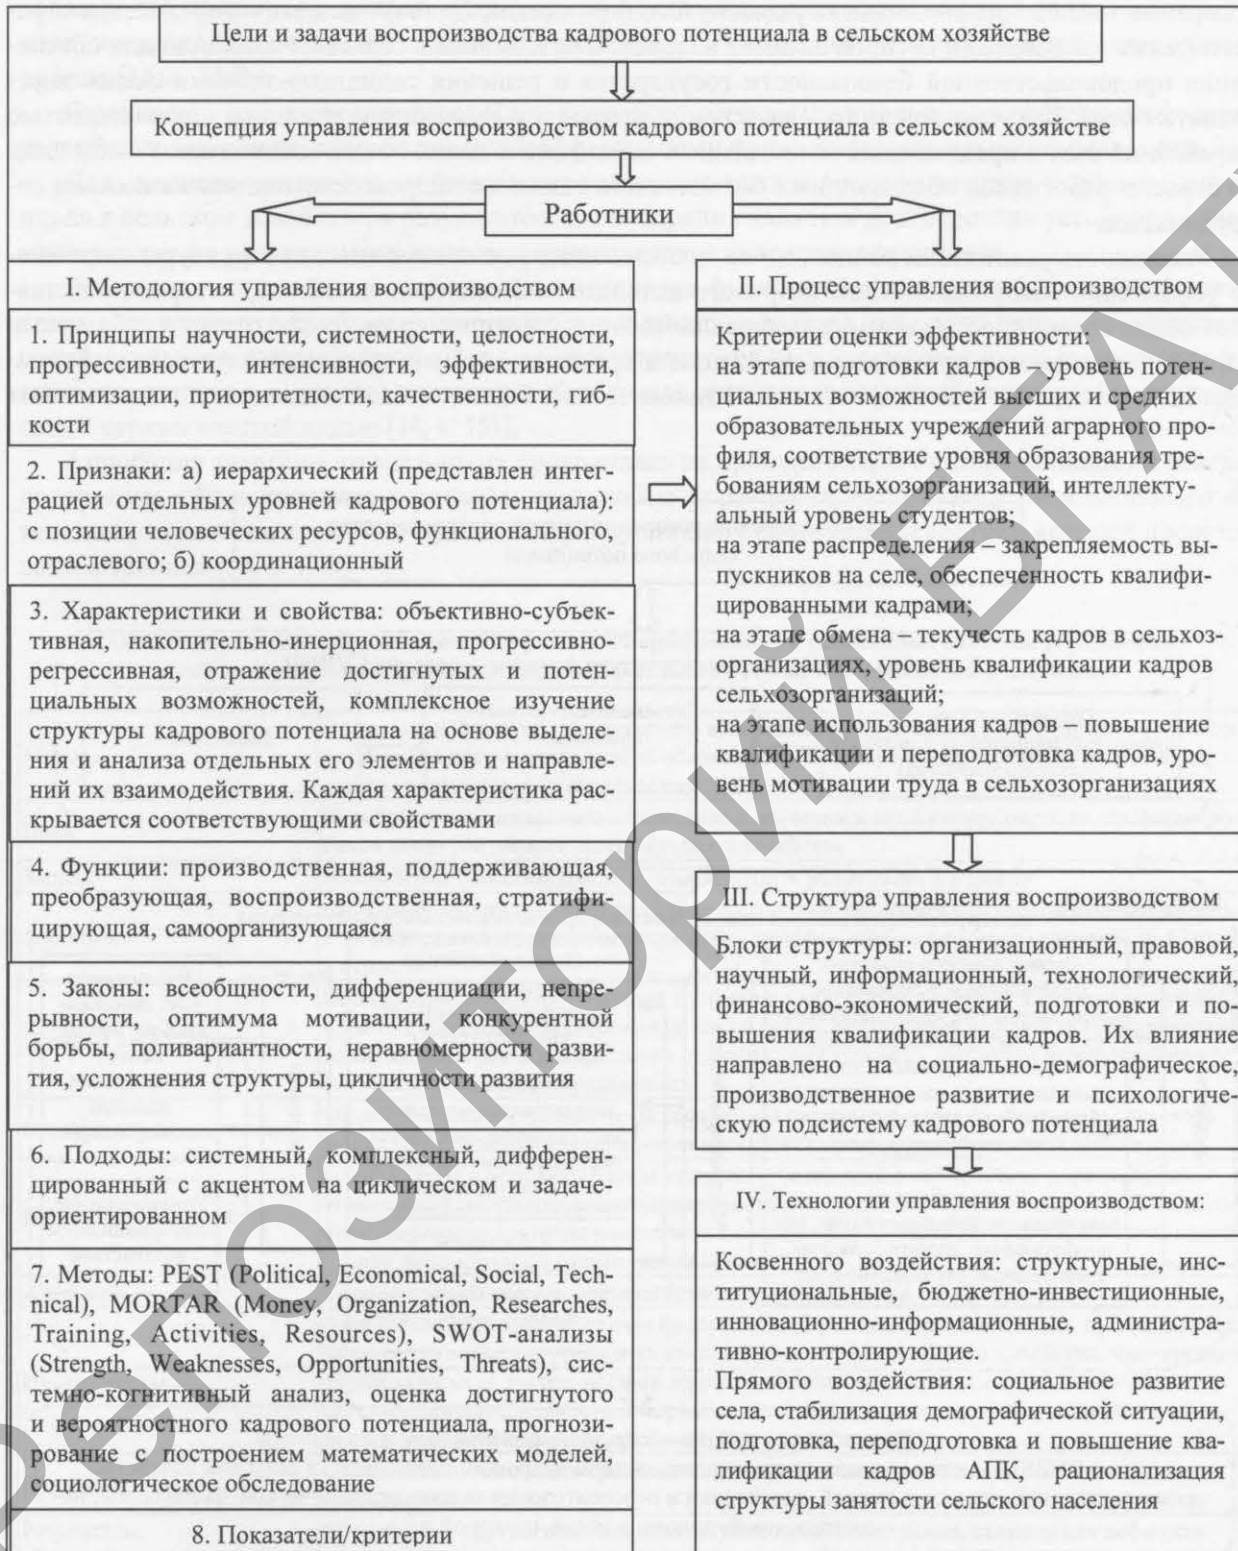 Цели и задачи воспроизводства кадрового потенциала в сельском хозяйстве
Концепция управления воспроизводством кадрового потенциала в сельском хозяйстве
Работники
I. Методология управления воспроизводством
1. Принципы научности, системности, целостности,
прогрессивности, интенсивности, эффективности,
оптимизации, приоритетности, качественности, гиб-
кости
2. Признаки: а) иерархический (представлен интег-
рацией отдельных уровней кадрового потенциала):
с позиции человеческих ресурсов, функционального,
отраслевого; б) координационный
3. Характеристики и свойства: объективно-субъек-
тивная, накопительно-инерционная, прогрессивно-
регрессивная, отражение достигнутых и потен-
циальных возможностей, комплексное изучение
структуры кадрового потенциала на основе выделе-
ния и анализа отдельных его элементов и направле-
ний их взаимодействия. Каждая характеристика рас-
крывается соответствующими свойствами
4. Функции: производственная, поддерживающая,
преобразующая, воспроизводственная, стратифи-
цирующая, самоорганизующаяся
5. Законы: всеобщности, дифференциации, непре-
рывности, оптимума мотивации, конкурентной
борьбы, поливариантности, неравномерности разви-
тия, усложнения структуры, цикличности развития
6. Подходы: системный, комплексный, дифферен-
цированный с акцентом на циклическом и задаче-
ориентированном
7. Методы: PEST (Political, Economical, Social, Tech-
nical), MORTAR (Money, Organization, Researches,
Training, Activities, Resources), SWOT-анализы
(Strength, Weaknesses, Opportunities, Threats), сис-
темно-когнитивный анализ, оценка достигнутого
и вероятностного кадрового потенциала, прогнози-
рование с построением математических моделей,
социологическое обследование
8. Показатели/критерии
II. Процесс управления воспроизводством
Критерии оценки эффективности:
на этапе подготовки кадров – уровень потен-
циальных возможностей высших и средних
образовательных учреждений аграрного про-
филя, соответствие уровня образования тре-
бованиям сельхозорганизаций, интеллекту-
альный уровень студентов;
на этапе распределения – закрепляемость вы-
пускников на селе, обеспеченность квалифи-
цированными кадрами;
на этапе обмена – текучесть кадров в сельхоз-
организациях, уровень квалификации кадров
сельхозорганизаций;
на этапе использования кадров – повышение
квалификации и переподготовка кадров, уро-
вень мотивации труда в сельхозорганизациях
III. Структура управления воспроизводством
Блоки структуры: организационный, правовой,
научный, информационный, технологический,
финансово-экономический, подготовки и по-
вышения квалификации кадров. Их влияние
направлено на социально-демографическое,
производственное развитие и психологиче-
скую подсистему кадрового потенциала
IV. Технологии управления воспроизводством:
Косвенного воздействия: структурные, инс-
титуциональные, бюджетно-инвестиционные,
инновационно-информационные, администра-
тивно-контролирующие.
Прямого воздействия: социальное развитие
села, стабилизация демографической ситуации,
подготовка, переподготовка и повышение ква-
лификации кадров АПК, рационализация
структуры занятости сельского населения
Репозиторий БГАТ